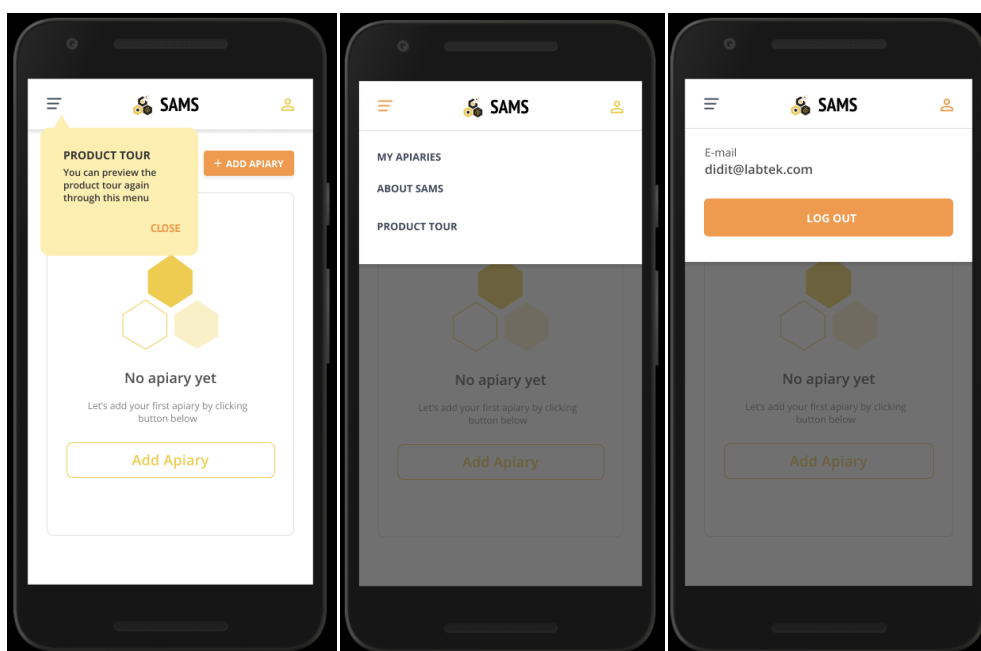 SAMS
PRODUCT TOUR
You can preview the
product tour again
through this menu
CLOSE
+ ADD APIARY
No apiary yet
Let's add your first apiary by clicking
button below
Add Apiary
SAMS
MY APIARIES
ABOUT SAMS
PRODUCT TOUR
No apiary yet
Let's add your first apiary by clicking
button below
Add Apiary
SAMS
E-mail
didit@labtek.com
LOG OUT
No apiary yet
Let's add your first apiary by clicking
button below
Add Apiary